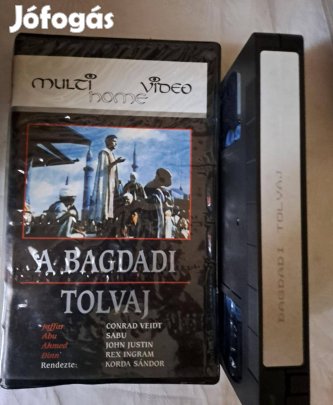 Jófogás
MULTI VIDEO
home
A BAGDADI
TOLVAJ
Jaffar CONRAD VEIDT
Abu SABU
Ahmed JOHN JUSTIN
Dinn' REX INGRAM
Rendezte: KORDA SÁNDOR
BAGDADI TOLVAJ